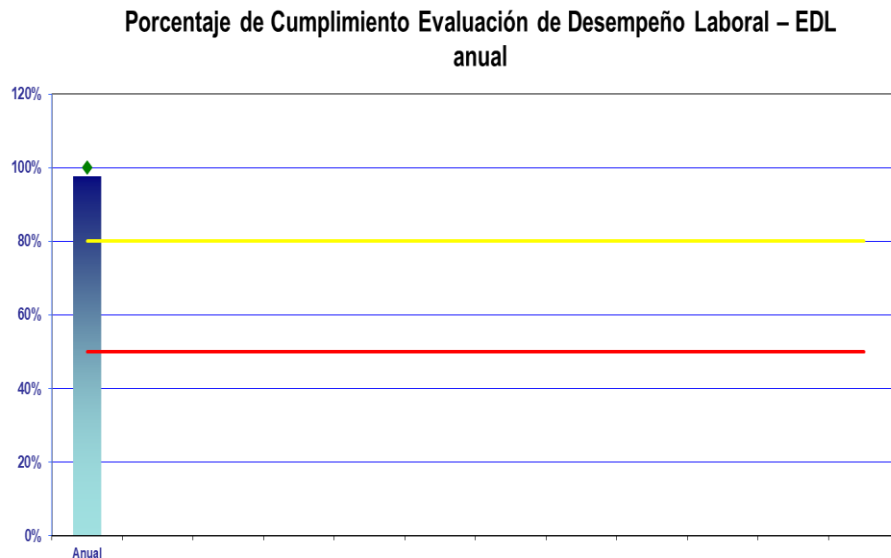 Porcentaje de Cumplimiento Evaluación de Desempeño Laboral – EDL
anual
120%
100%
80%
60%
40%
20%
0%
Anual